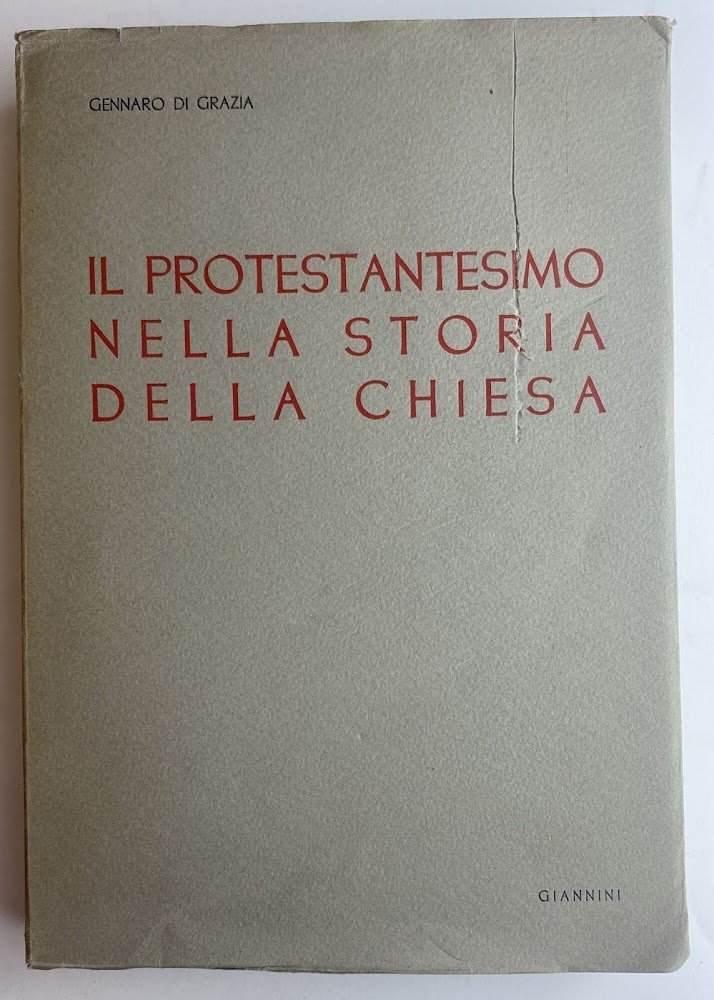 GENNARO DI GRAZIA
IL PROTESTANTESIMO
NELLA STORIA
DELLA CHIESA
GIANNINI